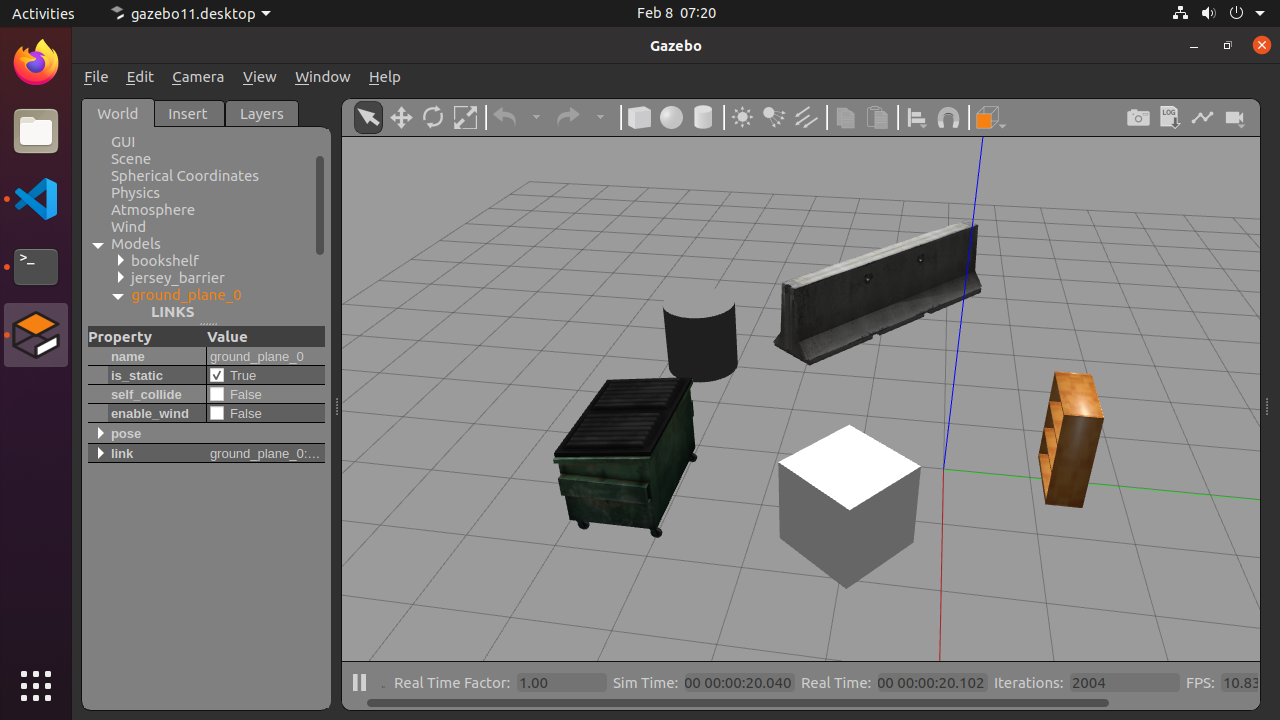 Activities gazebo11.desktop Feb 8 07:20
Gazebo
File Edit Camera View Window Help
World Insert Layers
LOG
GUI
Scene
Spherical Coordinates
Physics
Atmosphere
Wind
Models
bookshelf
jersey_barrier
ground_plane_0
LINKS
Property Value
name ground_plane_0
is_static True
self_collide False
enable_wind False
pose
link ground_plane_0:...
>_
Real Time Factor: 1.00 Sim Time: 00 00:00:20.040 Real Time: 00 00:00:20.102 Iterations: 2004 FPS: 10.83